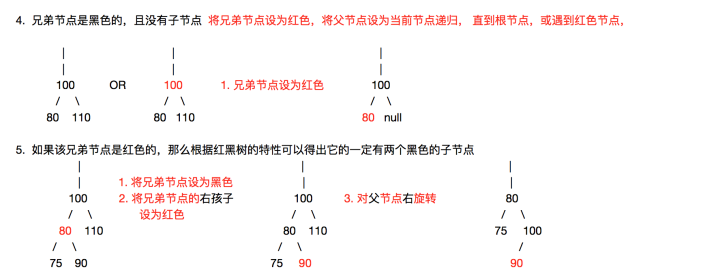 4. 兄弟节点是黑色的，且没有子节点 将兄弟节点设为红色，将父节点设为当前节点递归， 直到根节点，或遇到红色节点，
100 OR 100 1. 兄弟节点设为红色 100
80 110 80 110 80 null
5. 如果该兄弟节点是红色的，那么根据红黑树的特性可以得出它的一定有两个黑色的子节点
1. 将兄弟节点设为黑色
100 2. 将兄弟节点的右孩子 100 3. 对父节点右旋转 80
设为红色
80 110 80 110 75 100
75 90 75 90 90